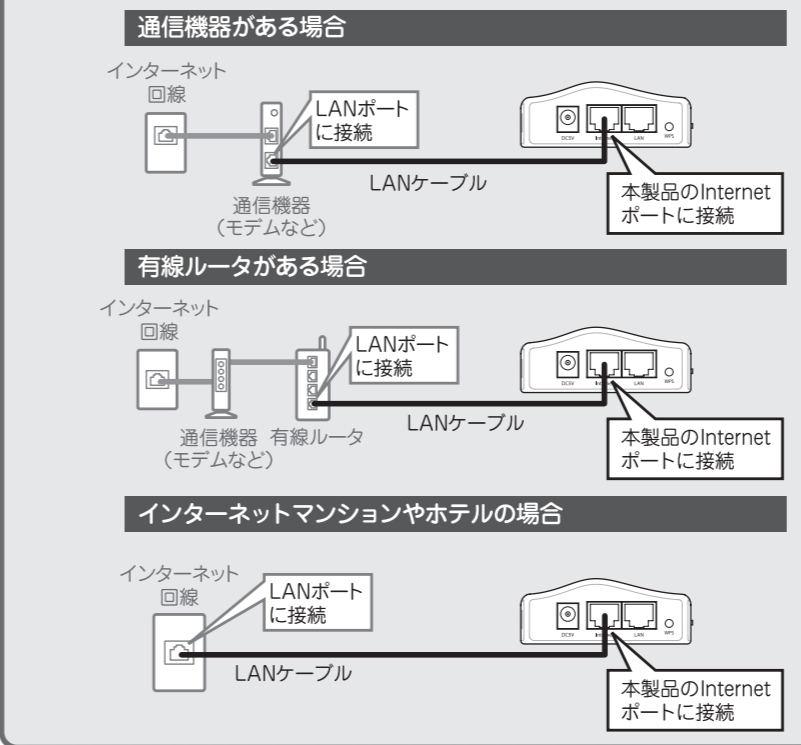 通信機器がある場合
インターネット
回線
LANポート
に接続
DC5V
Internet
LAN
WPS
LANケーブル
通信機器
(モデムなど)
本製品のInternet
ポートに接続
有線ルータがある場合
インターネット
回線
LANポート
に接続
DC5V
LAN
WPS
LANケーブル
通信機器
(モデムなど)
有線ルータ
本製品のInternet
ポートに接続
インターネットマンションやホテルの場合
インターネット
回線
LANポート
に接続
DC5V
LAN
WPS
LANケーブル
本製品のInternet
ポートに接続